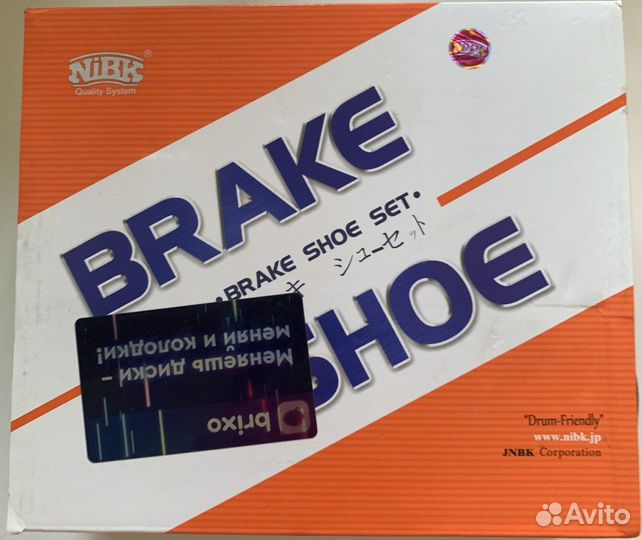 NiBK®
Quality System
NiBK
BRAKE
•BRAKE SHOE SET•
キ シューセット
SHOE
Меняешь диски –
меняй и колодки!
brixo
"Drum-Friendly"
www.nibk.jp
JNBK Corporation
Avito